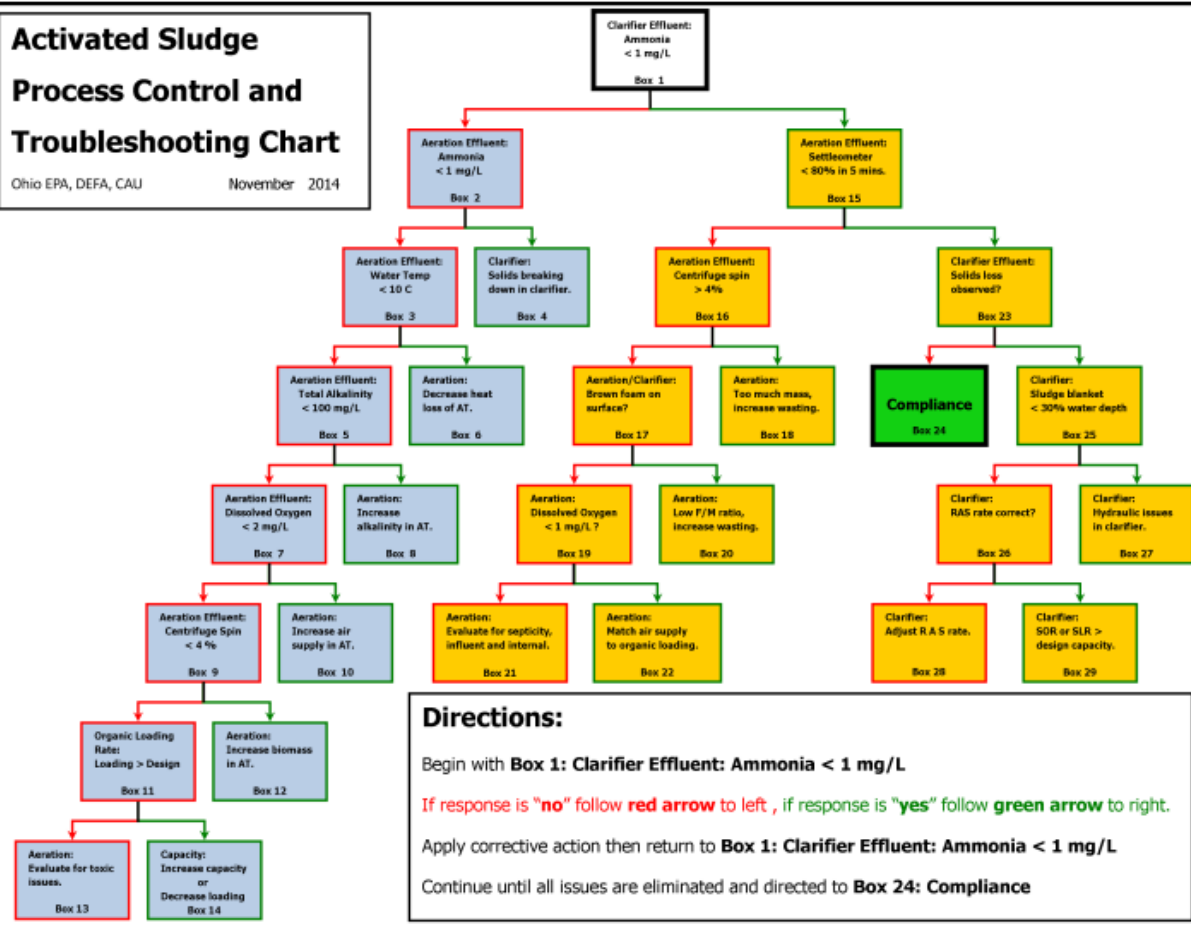 Activated Sludge
Process Control and
Troubleshooting Chart
Ohio EPA, DEFA, CAU November 2014
Clarifier Effluent:
Ammonia
< 1 mg/L
Box 1
Aeration Effluent:
Ammonia
< 1 mg/L
Box 2
Aeration Effluent:
Settleometer
< 80% in 5 mins.
Box 15
Aeration Effluent:
Water Temp
< 10 C
Box 3
Clarifier:
Solids breaking
down in clarifier.
Box 4
Aeration Effluent:
Centrifuge spin
> 4%
Box 16
Clarifier Effluent:
Solids loss
observed?
Box 23
Aeration Effluent:
Total Alkalinity
< 100 mg/L
Box 5
Aeration:
Decrease heat
loss of AT.
Box 6
Aeration/Clarifier:
Brown foam on
surface?
Box 17
Aeration:
Too much mass,
increase wasting.
Box 18
Compliance
Box 24
Clarifier:
Sludge blanket
< 30% water depth
Box 25
Aeration Effluent:
Dissolved Oxygen
< 2 mg/L
Box 7
Aeration:
Increase
alkalinity in AT.
Box 8
Aeration:
Dissolved Oxygen
< 1 mg/L ?
Box 19
Aeration:
Low F/M ratio,
increase wasting.
Box 20
Clarifier:
RAS rate correct?
Box 26
Clarifier:
Hydraulic issues
in clarifier.
Box 27
Aeration Effluent:
Centrifuge Spin
< 4 %
Box 9
Aeration:
Increase air
supply in AT.
Box 10
Aeration:
Evaluate for septicity,
influent and internal.
Box 21
Aeration:
Match air supply
to organic loading.
Box 22
Clarifier:
Adjust R A S rate.
Box 28
Clarifier:
SOR or SLR >
design capacity.
Box 29
Organic Loading
Rate:
Loading > Design
Box 11
Aeration:
Increase biomass
in AT.
Box 12
Aeration:
Evaluate for toxic
issues.
Box 13
Capacity:
Increase capacity
or
Decrease loading
Box 14
Directions:
Begin with Box 1: Clarifier Effluent: Ammonia < 1 mg/L
If response is "no" follow red arrow to left , if response is "yes" follow green arrow to right.
Apply corrective action then return to Box 1: Clarifier Effluent: Ammonia < 1 mg/L
Continue until all issues are eliminated and directed to Box 24: Compliance